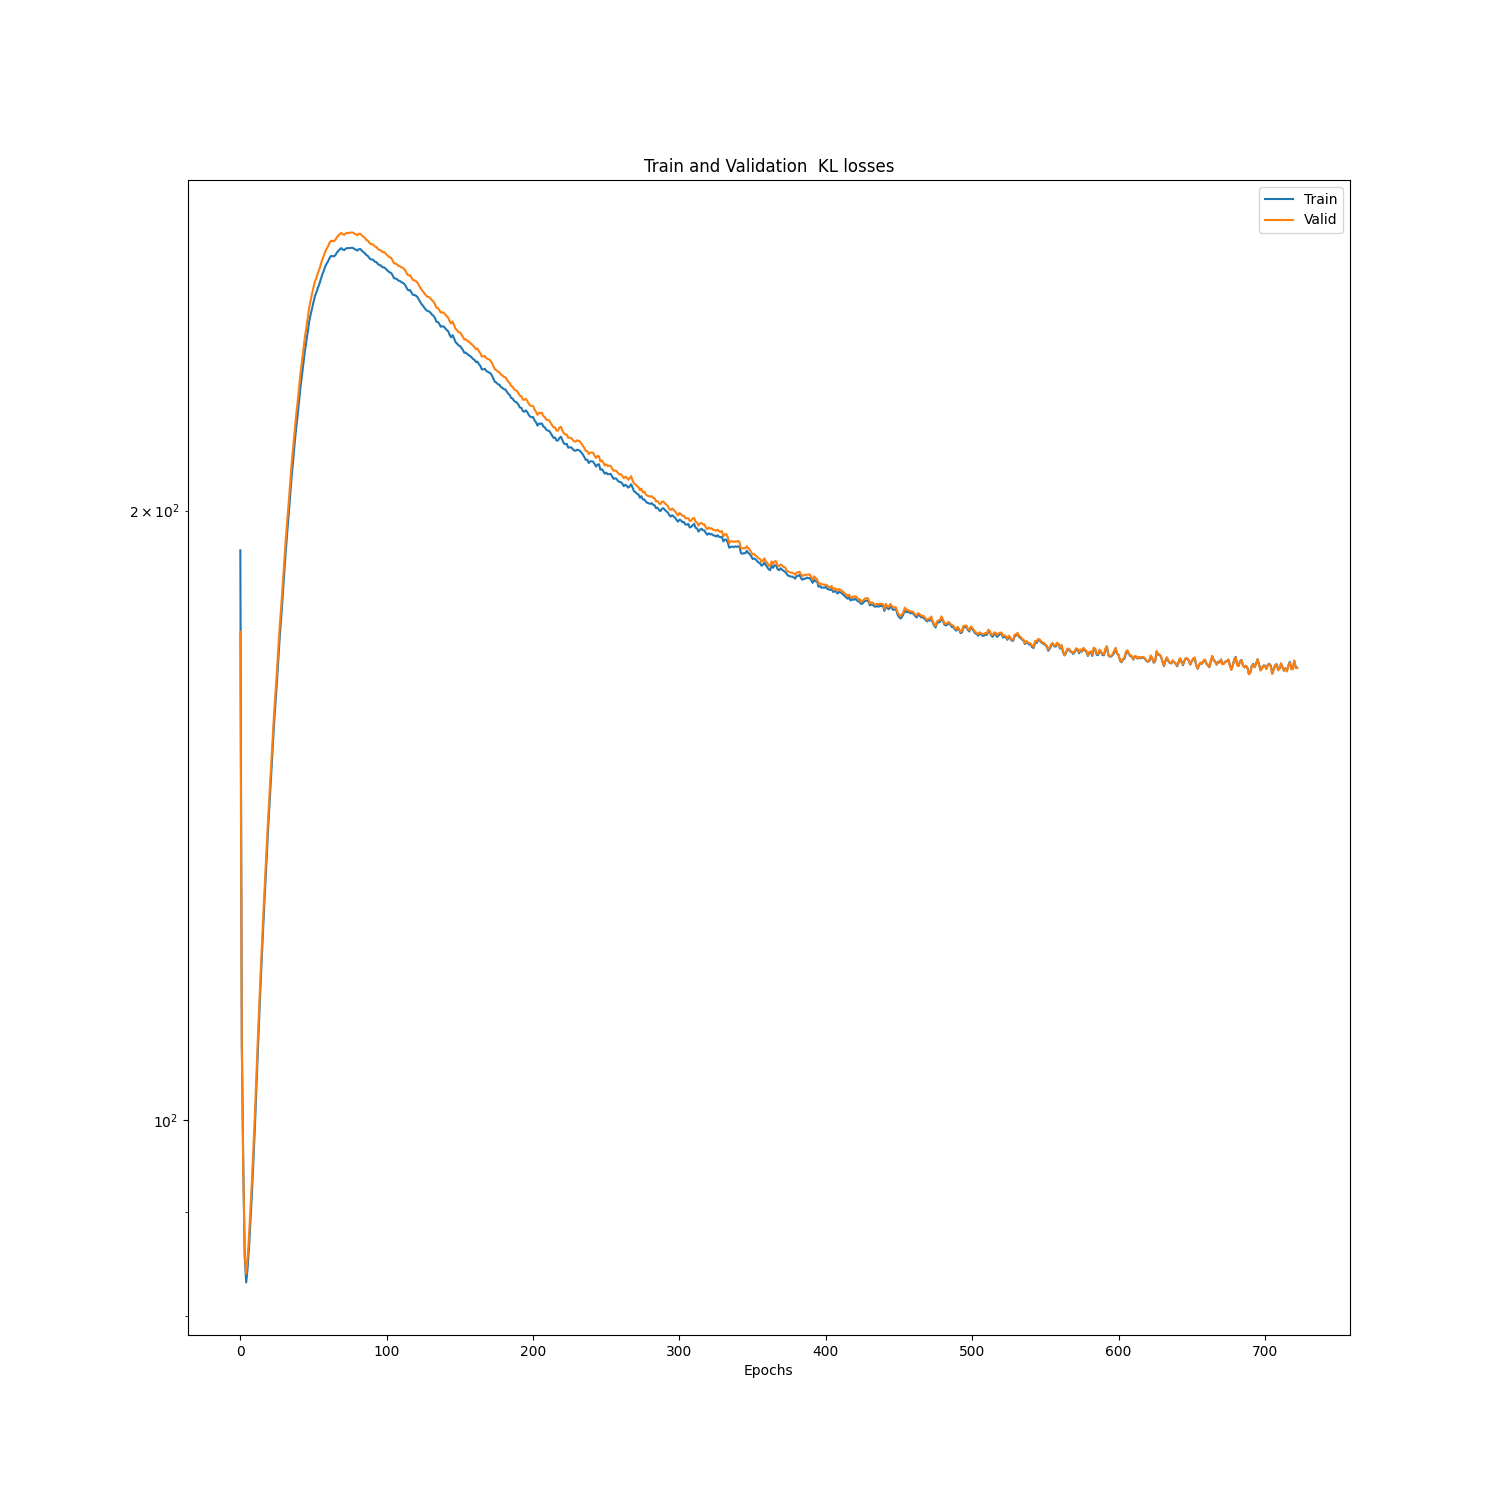 Train and Validation  KL losses
Train
Valid
2 × 10²
10²
0 100 200 300 400 500 600 700
Epochs